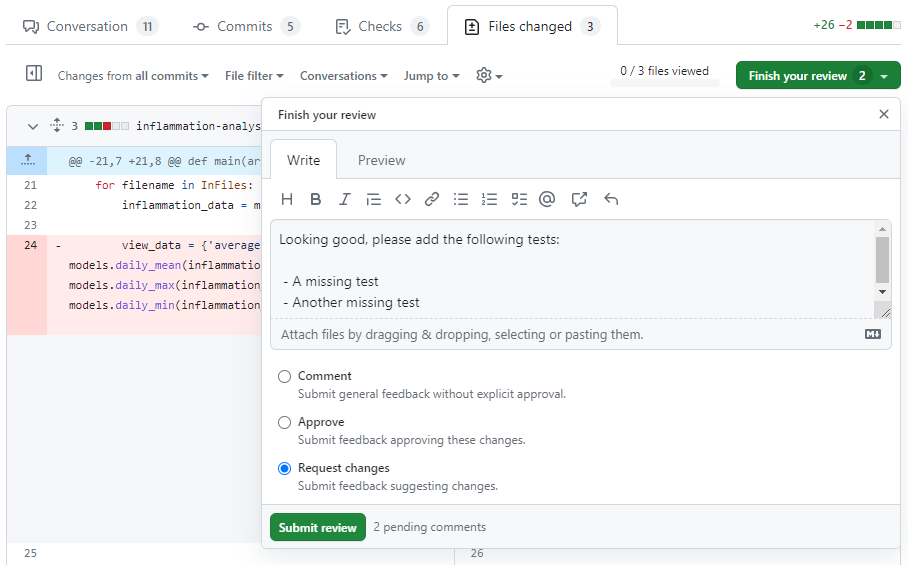 Conversation 11 Commits 5 Checks 6 Files changed 3 +26 −2
Changes from all commits File filter Conversations Jump to 0 / 3 files viewed Finish your review 2
Finish your review
3 inflammation-analys
Write Preview
@@ -21,7 +21,8 @@ def main(ar
21 for filename in InFiles:
22 inflammation_data = m
23
24 - view_data = {'average
models.daily_mean(inflammation
models.daily_max(inflammation
models.daily_min(inflammation
Looking good, please add the following tests:
- A missing test
- Another missing test
Attach files by dragging & dropping, selecting or pasting them.
Comment
Submit general feedback without explicit approval.
Approve
Submit feedback approving these changes.
Request changes
Submit feedback suggesting changes.
Submit review 2 pending comments
25 26